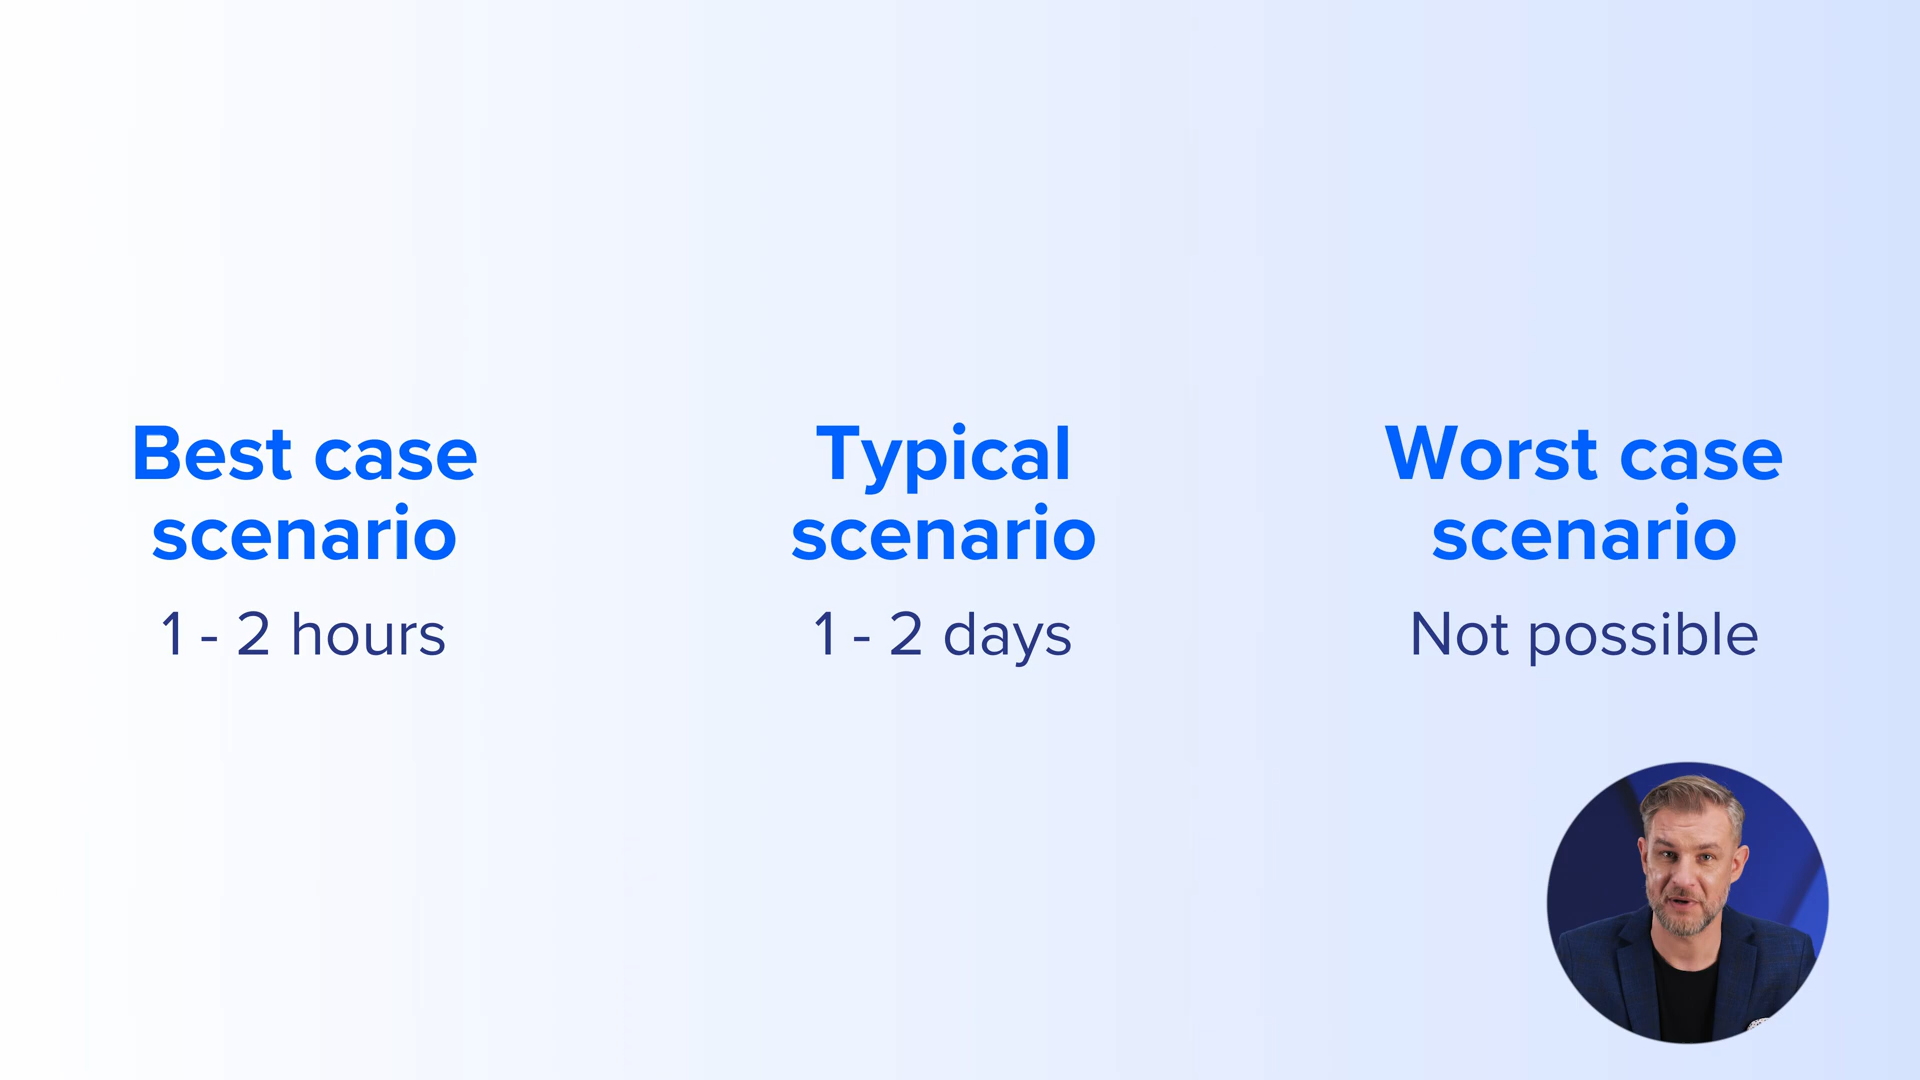 Best case
scenario
1 - 2 hours
Typical
scenario
1 - 2 days
Worst case
scenario
Not possible